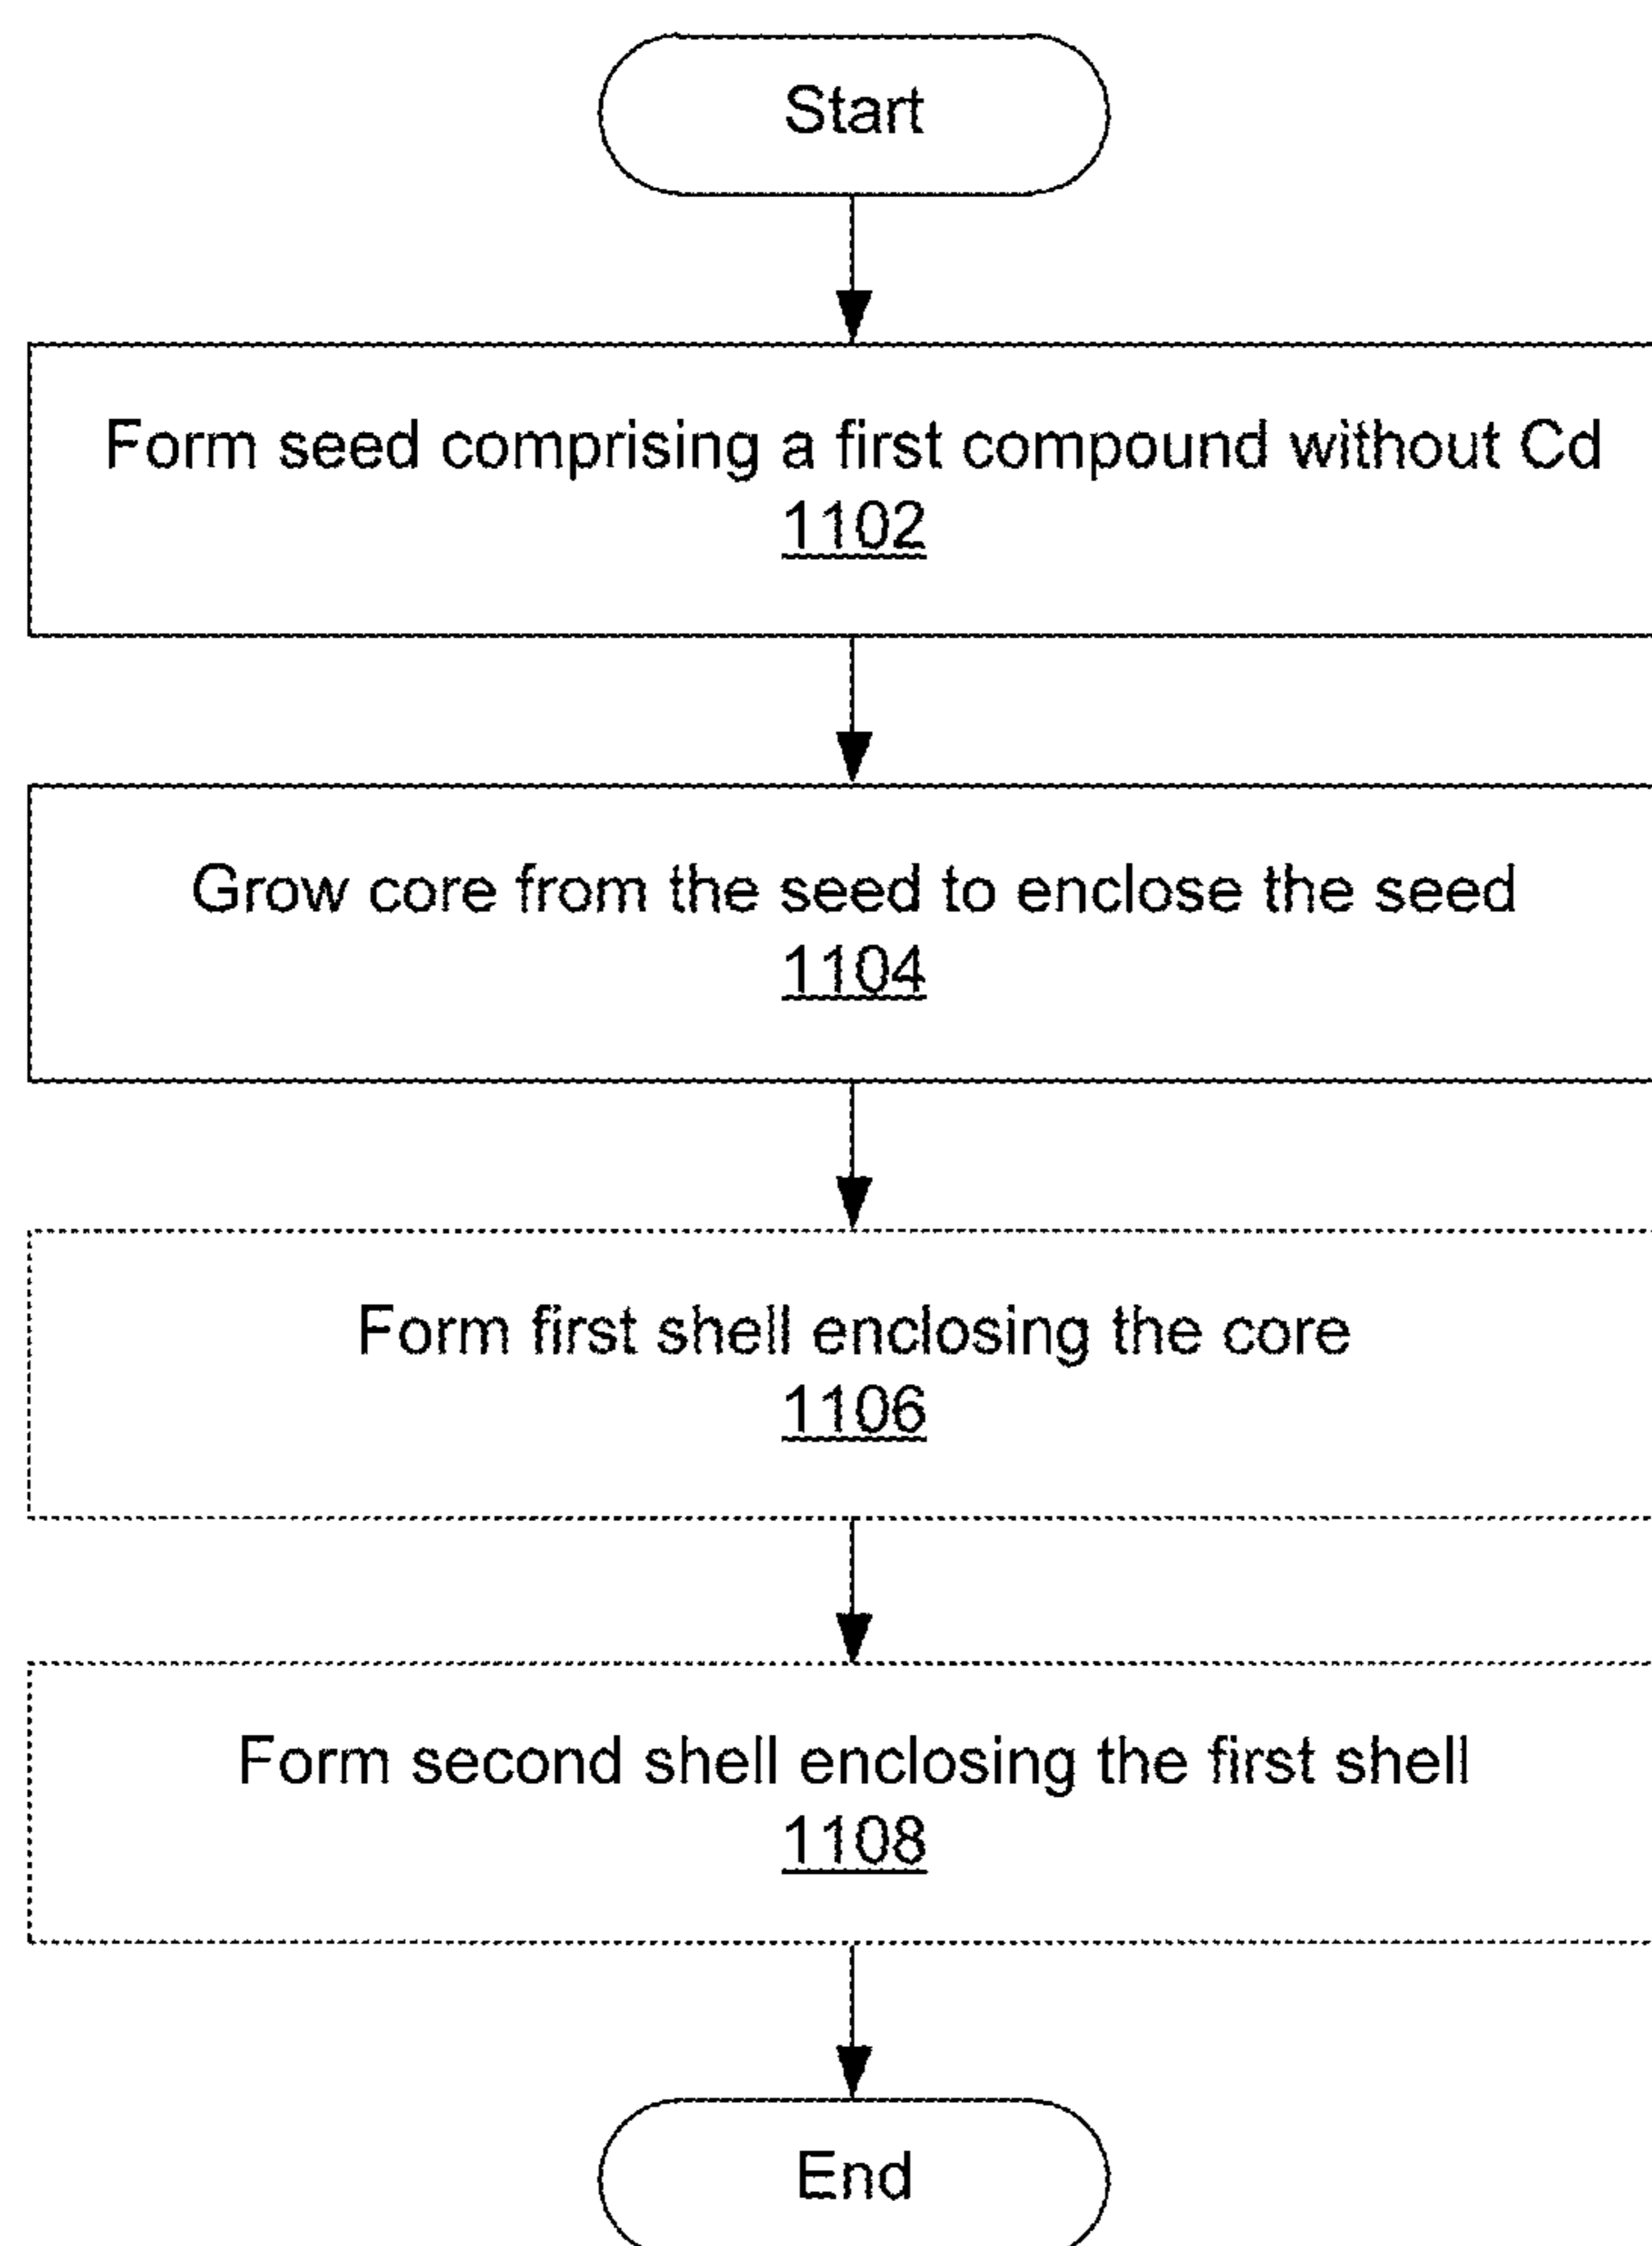 Start
Form seed comprising a first compound without Cd
1102
Grow core from the seed to enclose the seed
1104
Form first shell enclosing the core
1106
Form second shell enclosing the first shell
1108
End